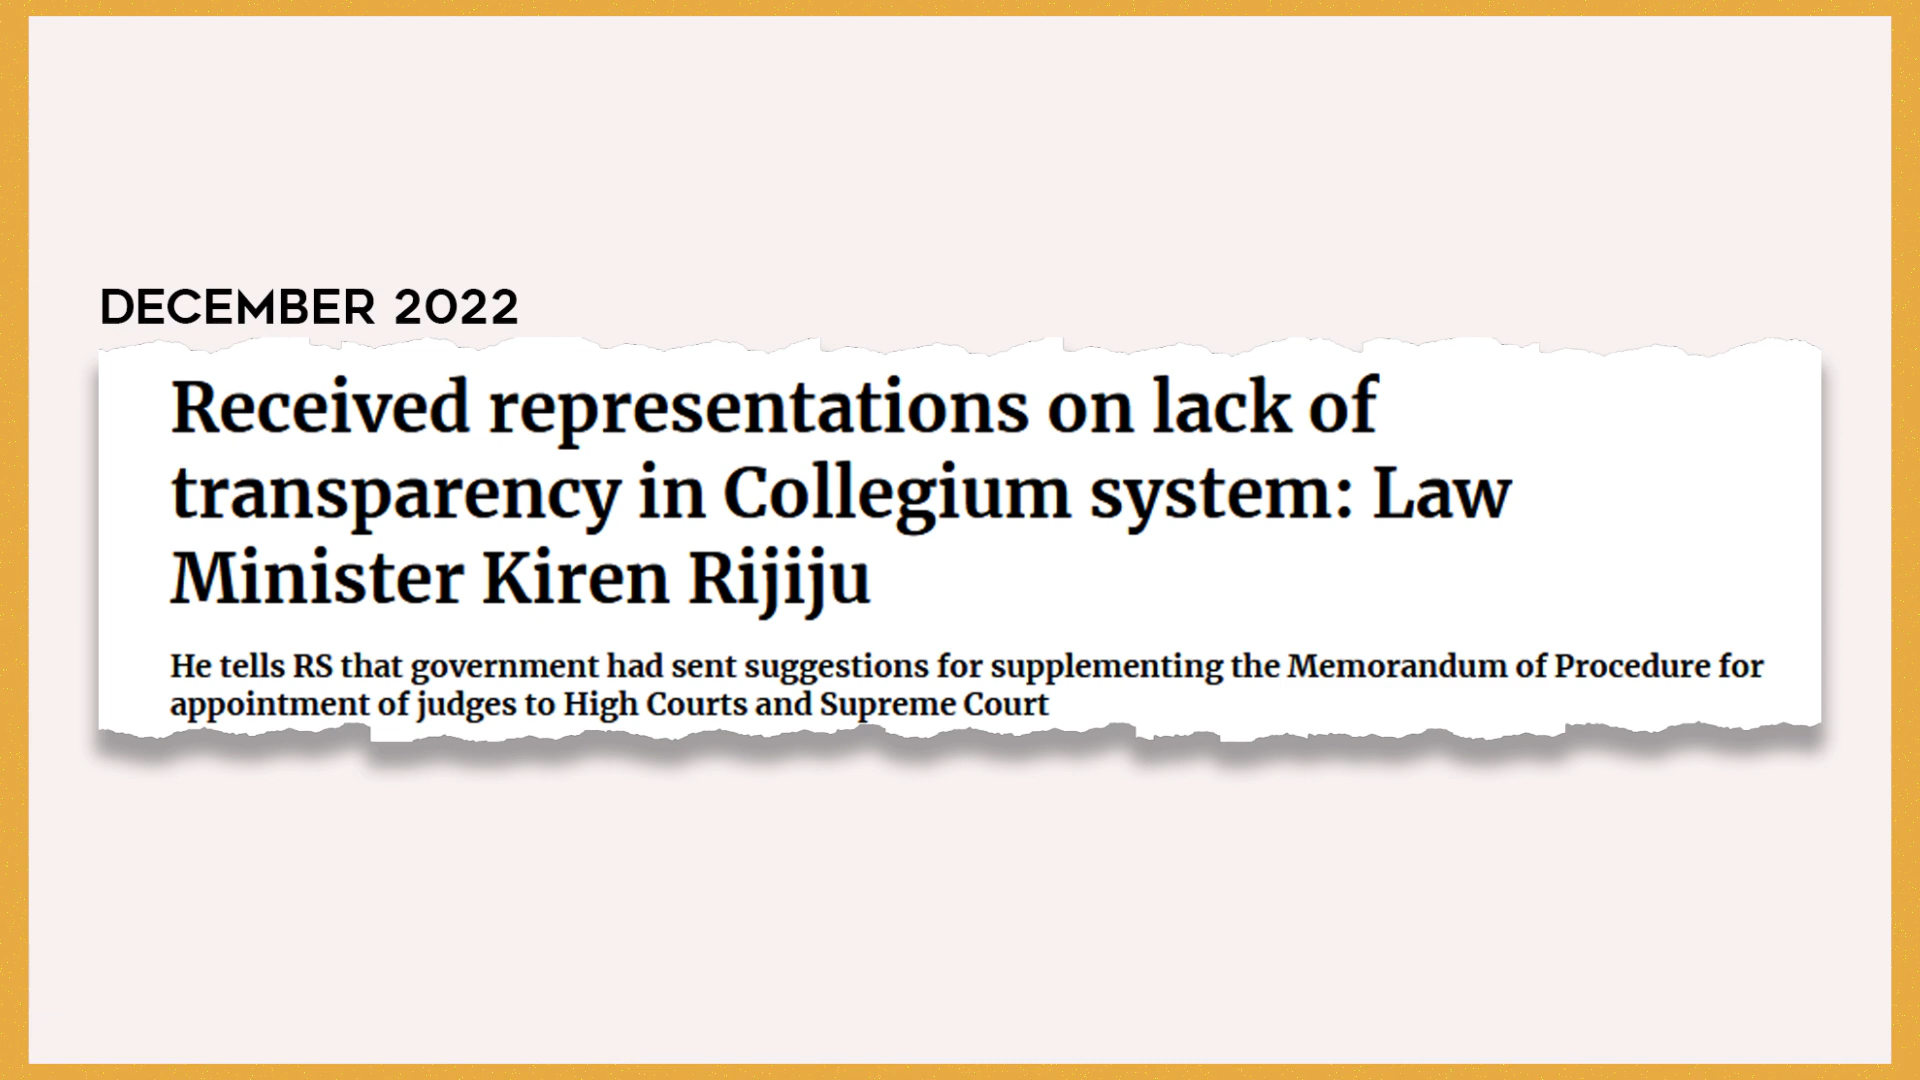 DECEMBER 2022
Received representations on lack of
transparency in Collegium system: Law
Minister Kiren Rijiju
He tells RS that government had sent suggestions for supplementing the Memorandum of Procedure for
appointment of judges to High Courts and Supreme Court